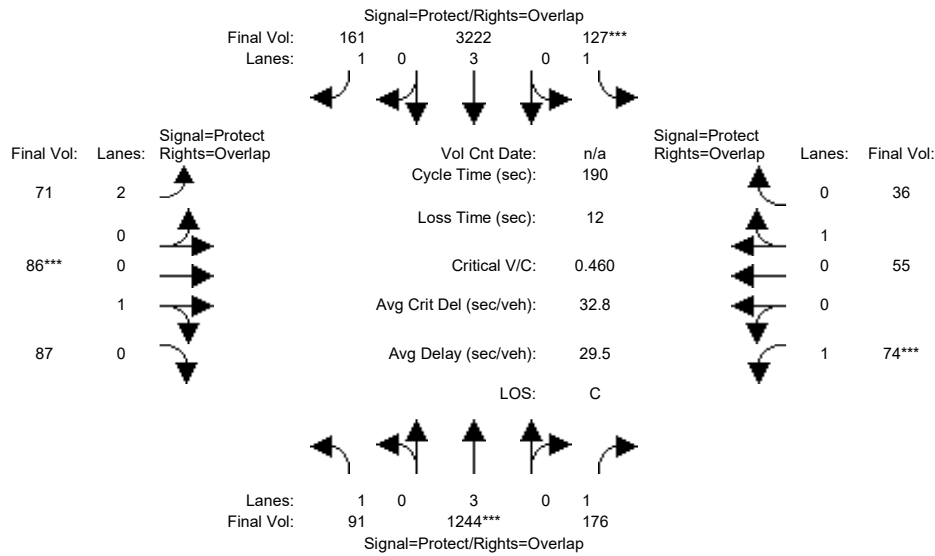 Signal=Protect/Rights=Overlap
Final Vol: 161 3222 127***
Lanes: 1 0 3 0 1
Signal=Protect Signal=Protect
Final Vol: Lanes: Rights=Overlap Vol Cnt Date: n/a Rights=Overlap Lanes: Final Vol:
Cycle Time (sec): 190
71 2 0 36
Loss Time (sec): 12
0 1
86*** 0 Critical V/C: 0.460 0 55
1 Avg Crit Del (sec/veh): 32.8 0
87 0 Avg Delay (sec/veh): 29.5 1 74***
LOS: C
Lanes: 1 0 3 0 1
Final Vol: 91 1244*** 176
Signal=Protect/Rights=Overlap